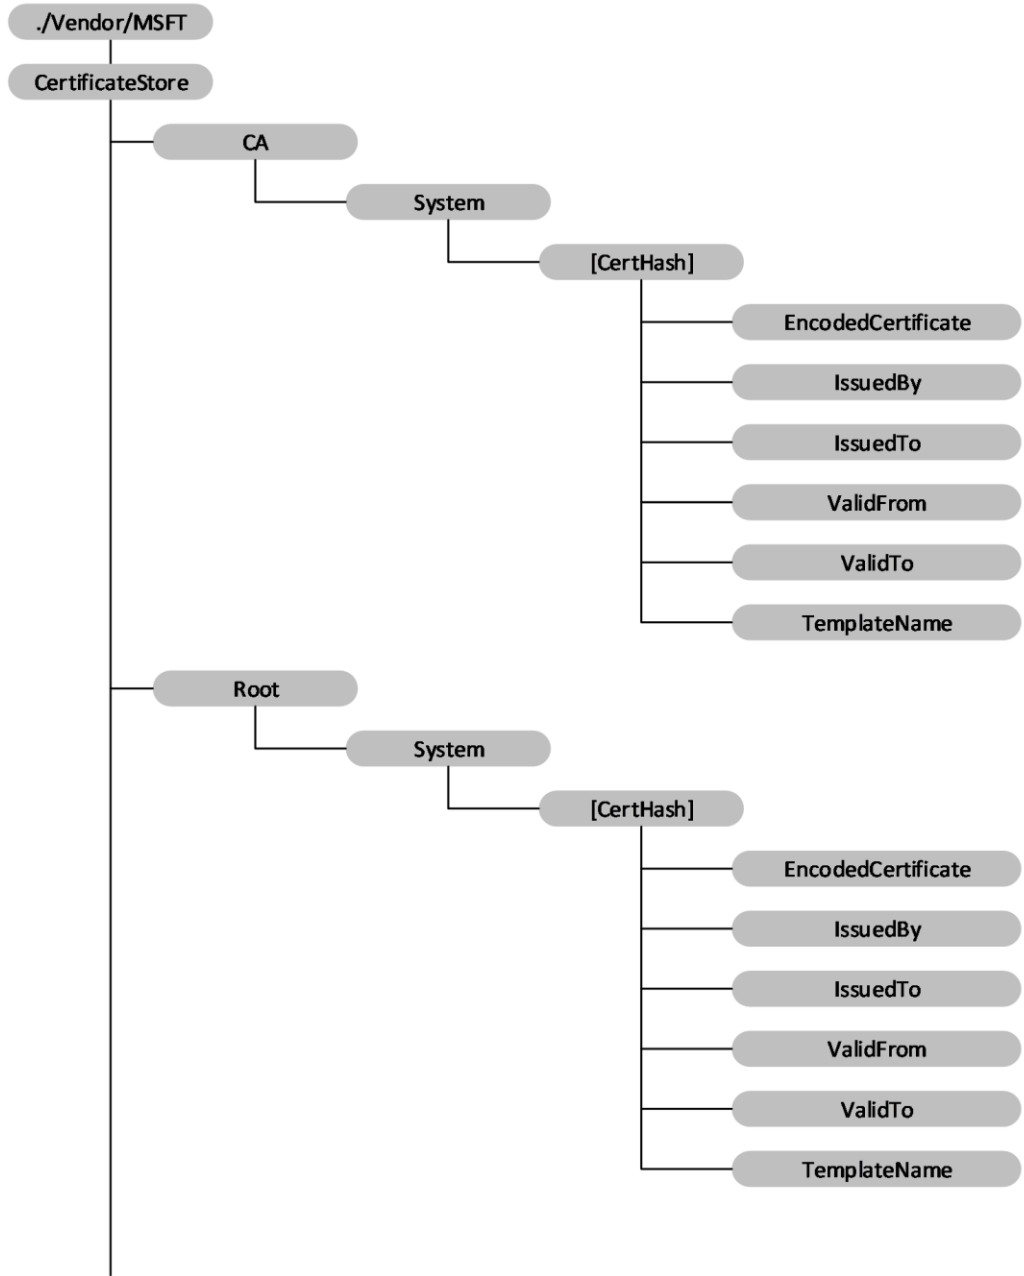 ./Vendor/MSFT
CertificateStore
CA
System
[CertHash]
EncodedCertificate
IssuedBy
IssuedTo
ValidFrom
ValidTo
TemplateName
Root
System
[CertHash]
EncodedCertificate
IssuedBy
IssuedTo
ValidFrom
ValidTo
TemplateName